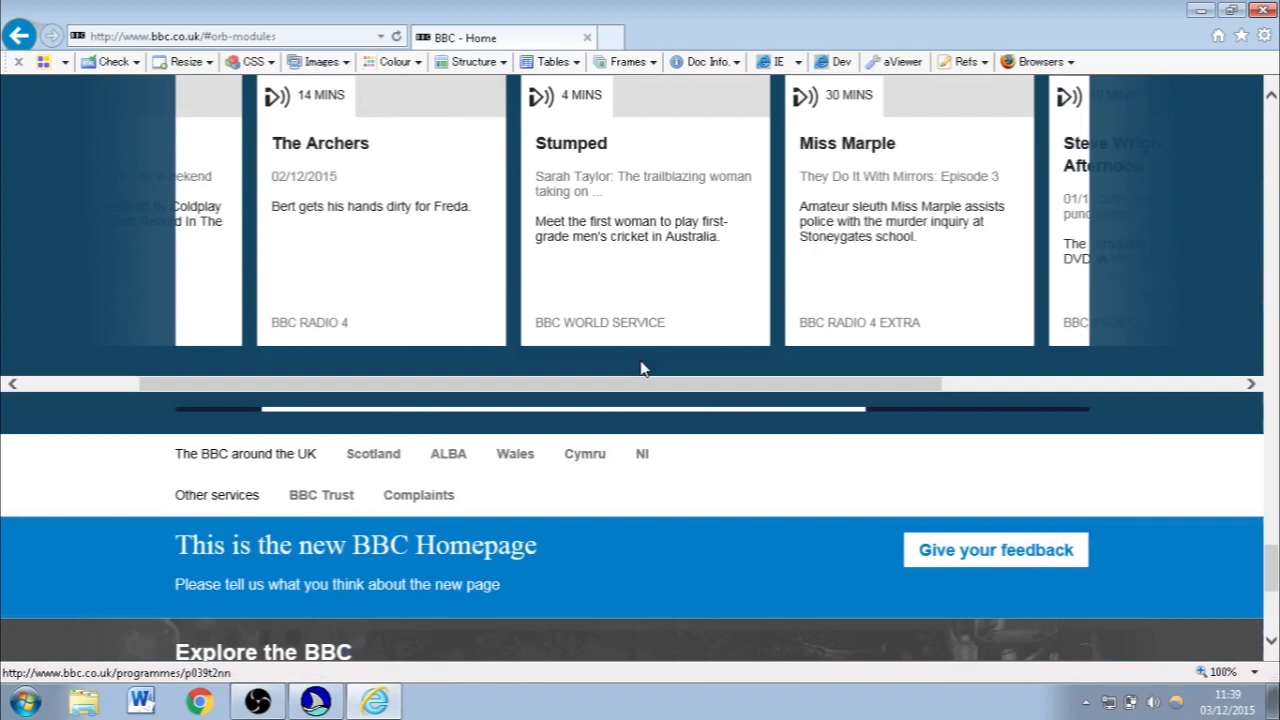 http://www.bbc.co.uk/#orb-modules
BBC - Home
Check
Resize
CSS
Images
Colour
Structure
Tables
Frames
Doc Info.
IE
Dev
aViewer
Refs
Browsers
14 MINS
4 MINS
30 MINS
The Archers
Stumped
Miss Marple
Afternoon
02/12/2015
Sarah Taylor: The trailblazing woman
taking on ...
They Do It With Mirrors: Episode 3
Weekend
Bert gets his hands dirty for Freda.
Meet the first woman to play first-
grade men's cricket in Australia.
Amateur sleuth Miss Marple assists
police with the murder inquiry at
Stoneygates school.
by Coldplay
In The
The
DVD
BBC RADIO 4
BBC WORLD SERVICE
BBC RADIO 4 EXTRA
BBC
The BBC around the UK Scotland ALBA Wales Cymru NI
Other services BBC Trust Complaints
This is the new BBC Homepage
Give your feedback
Please tell us what you think about the new page
Explore the BBC
http://www.bbc.co.uk/programmes/p039t2nn
100%
11:39
03/12/2015